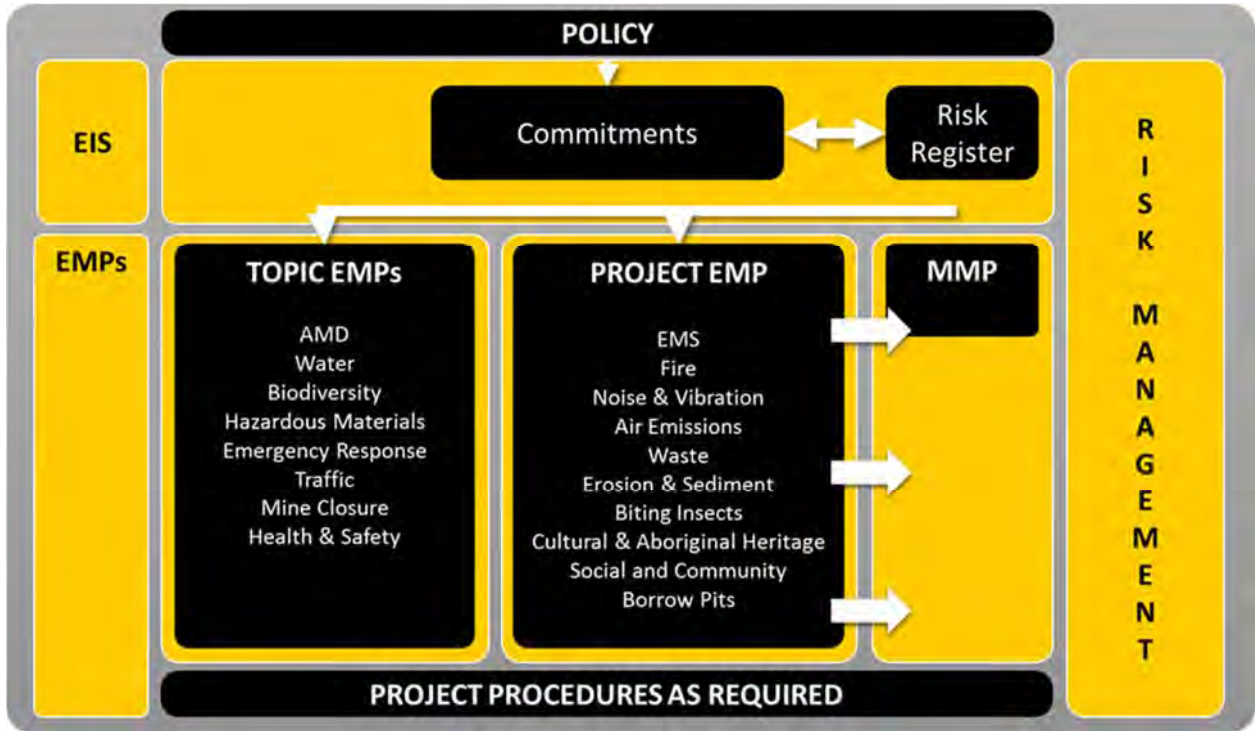 POLICY
EIS
Commitments
Risk
Register
EMPs
TOPIC EMPs
AMD
Water
Biodiversity
Hazardous Materials
Emergency Response
Traffic
Mine Closure
Health & Safety
PROJECT EMP
EMS
Fire
Noise & Vibration
Air Emissions
Waste
Erosion & Sediment
Biting Insects
Cultural & Aboriginal Heritage
Social and Community
Borrow Pits
MMP
RISK MANAGEMENT
PROJECT PROCEDURES AS REQUIRED